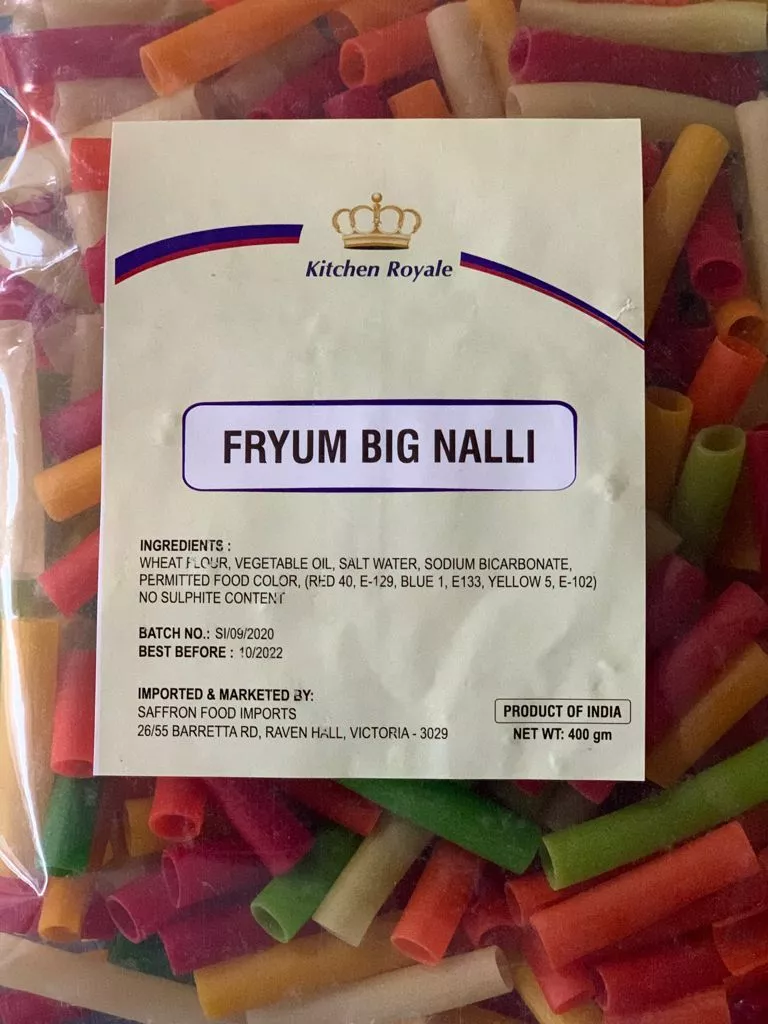 Kitchen Royale
FRYUM BIG NALLI
INGREDIENTS :
WHEAT FLOUR, VEGETABLE OIL, SALT WATER, SODIUM BICARBONATE,
PERMITTED FOOD COLOR, (RED 40, E-129, BLUE 1, E133, YELLOW 5, E-102)
NO SULPHITE CONTENT
BATCH NO.: SI/09/2020
BEST BEFORE : 10/2022
IMPORTED & MARKETED BY:
SAFFRON FOOD IMPORTS
26/55 BARRETTA RD, RAVEN HALL, VICTORIA - 3029
PRODUCT OF INDIA
NET WT: 400 gm